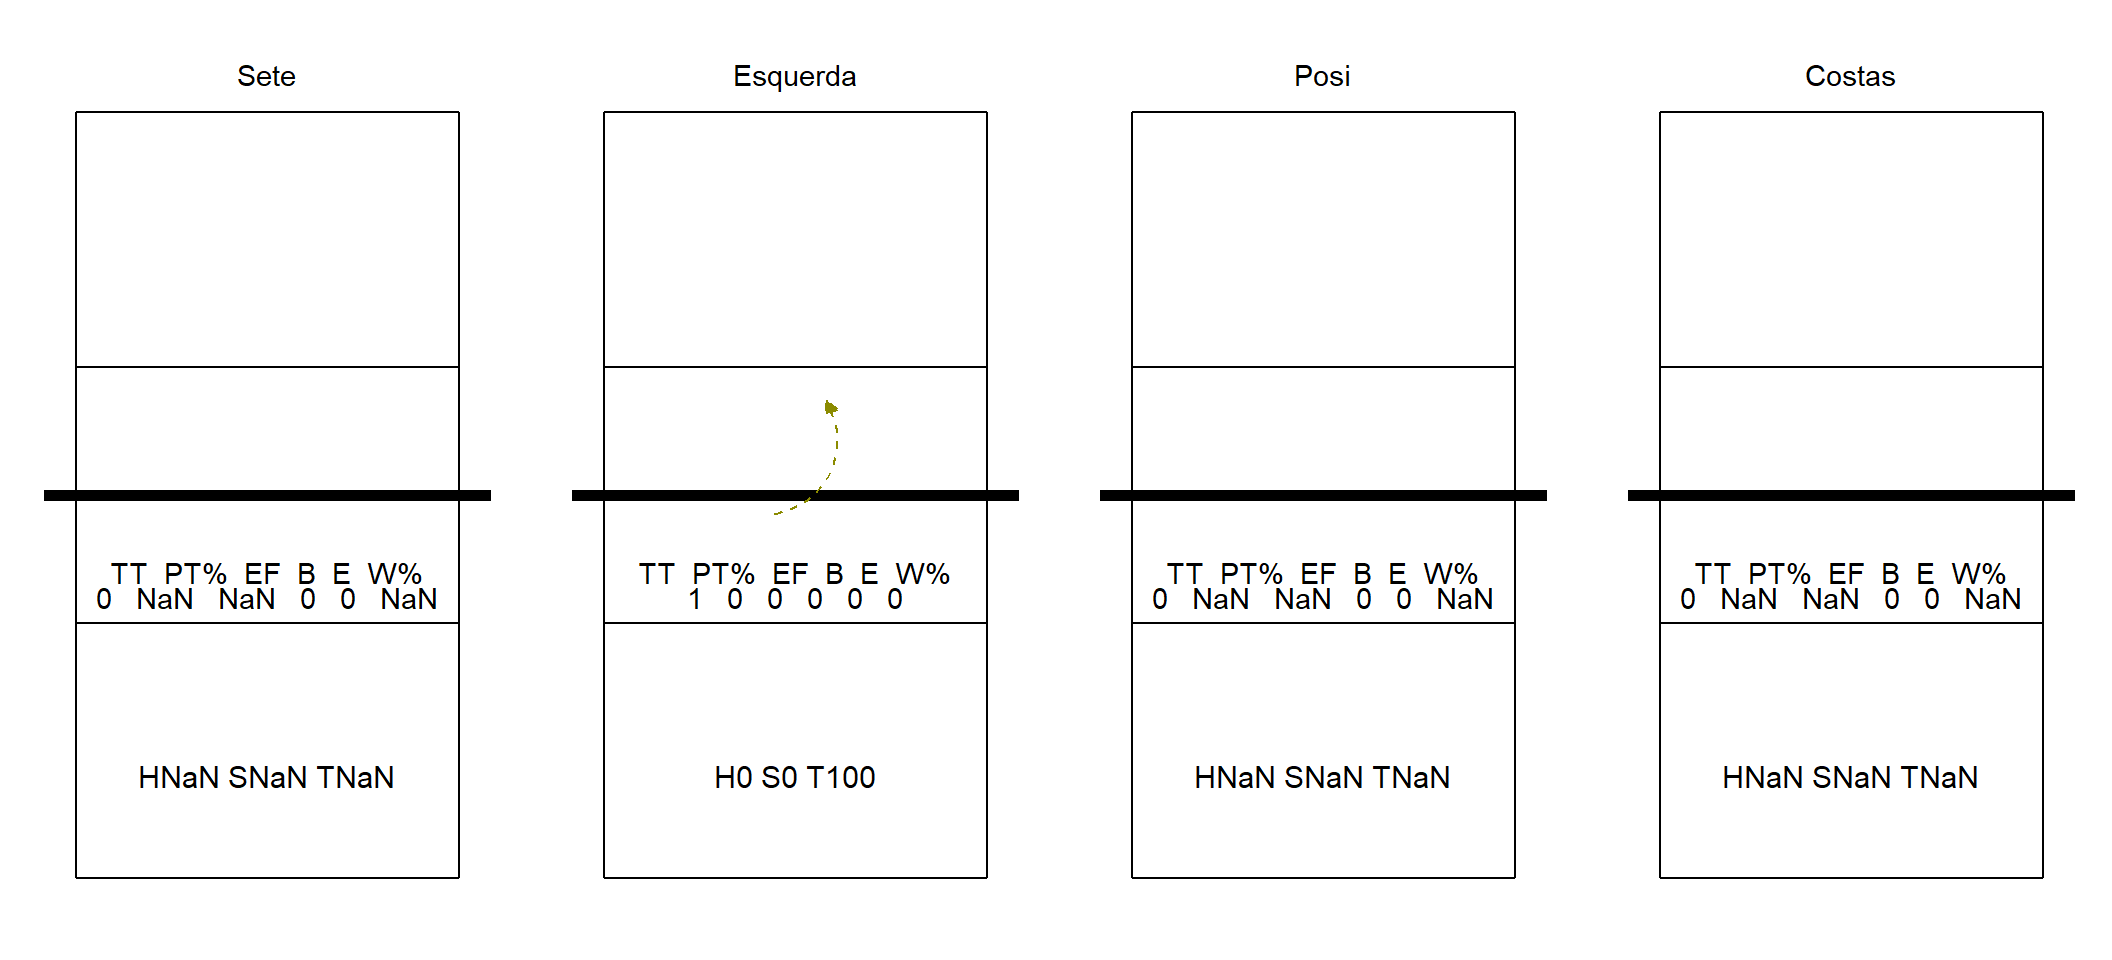 Sete
TT PT% EF B E W%
0 NaN NaN 0 0 NaN
HNaN SNaN TNaN
Esquerda
TT PT% EF B E W%
1 0 0 0 0 0
H0 S0 T100
Posi
TT PT% EF B E W%
0 NaN NaN 0 0 NaN
HNaN SNaN TNaN
Costas
TT PT% EF B E W%
0 NaN NaN 0 0 NaN
HNaN SNaN TNaN